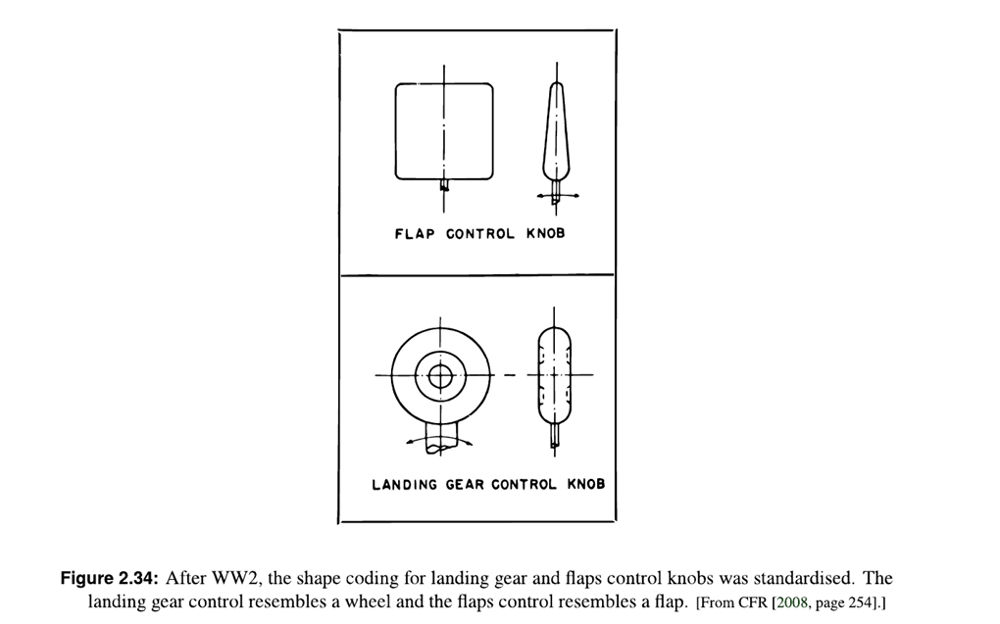 FLAP CONTROL KNOB
LANDING GEAR CONTROL KNOB
Figure 2.34: After WW2, the shape coding for landing gear and flaps control knobs was standardised. The
landing gear control resembles a wheel and the flaps control resembles a flap. [From CFR [2008, page 254].]